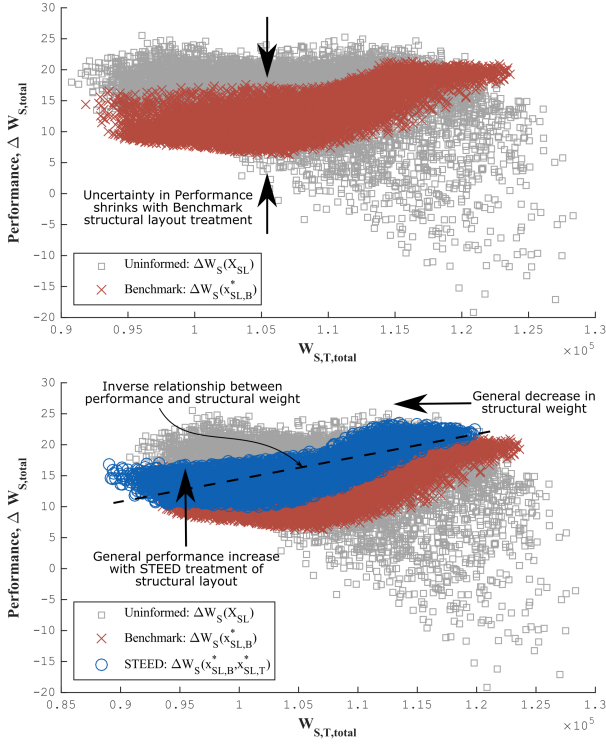 30
25
20
15
10
5
0
-5
-10
-15
-20
Performance, Δ W_S,total
Uncertainty in Performance
shrinks with Benchmark
structural layout treatment
Uninformed: ΔW_S(X_SL)
Benchmark: ΔW_S(x*_SL,B)
0.9 0.95 1 1.05 1.1 1.15 1.2 1.25 1.3
W_S,T,total
×10^5
30
25
20
15
10
5
0
-5
-10
-15
-20
Performance, Δ W_S,total
Inverse relationship between
performance and structural weight
General decrease in
structural weight
General performance increase
with STEED treatment of
structural layout
Uninformed: ΔW_S(X_SL)
Benchmark: ΔW_S(x*_SL,B)
STEED: ΔW_S(x*_SL,B,x*_SL,T)
0.85 0.9 0.95 1 1.05 1.1 1.15 1.2 1.25 1.3
W_S,T,total
×10^5